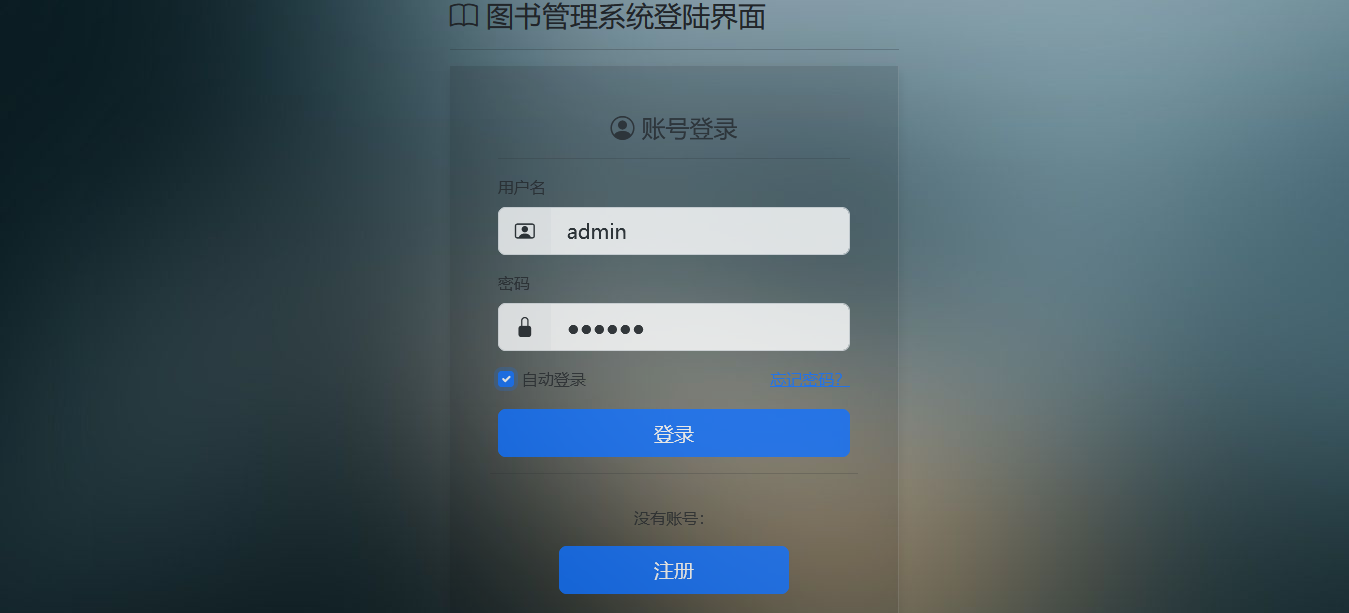 图书管理系统登陆界面
账号登录
用户名
admin
密码
••••••
自动登录 忘记密码？
登录
没有账号：
注册